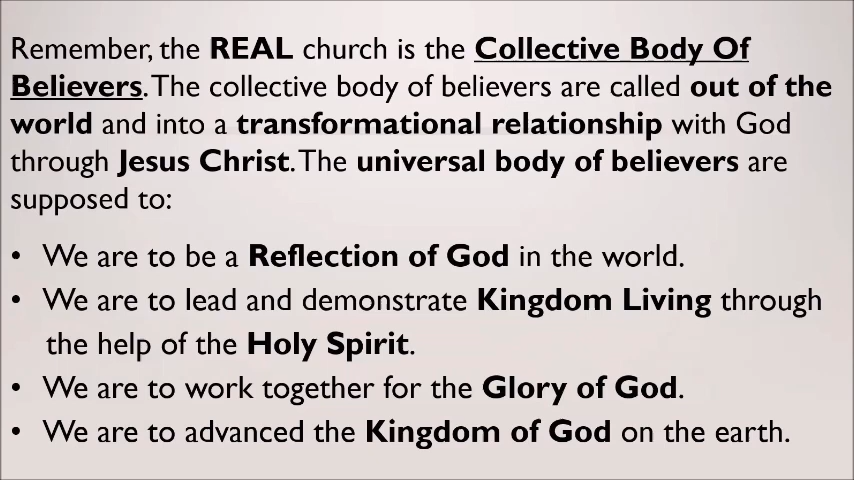 Remember, the REAL church is the Collective Body Of
Believers. The collective body of believers are called out of the
world and into a transformational relationship with God
through Jesus Christ. The universal body of believers are
supposed to:
• We are to be a Reflection of God in the world.
• We are to lead and demonstrate Kingdom Living through
the help of the Holy Spirit.
• We are to work together for the Glory of God.
• We are to advanced the Kingdom of God on the earth.